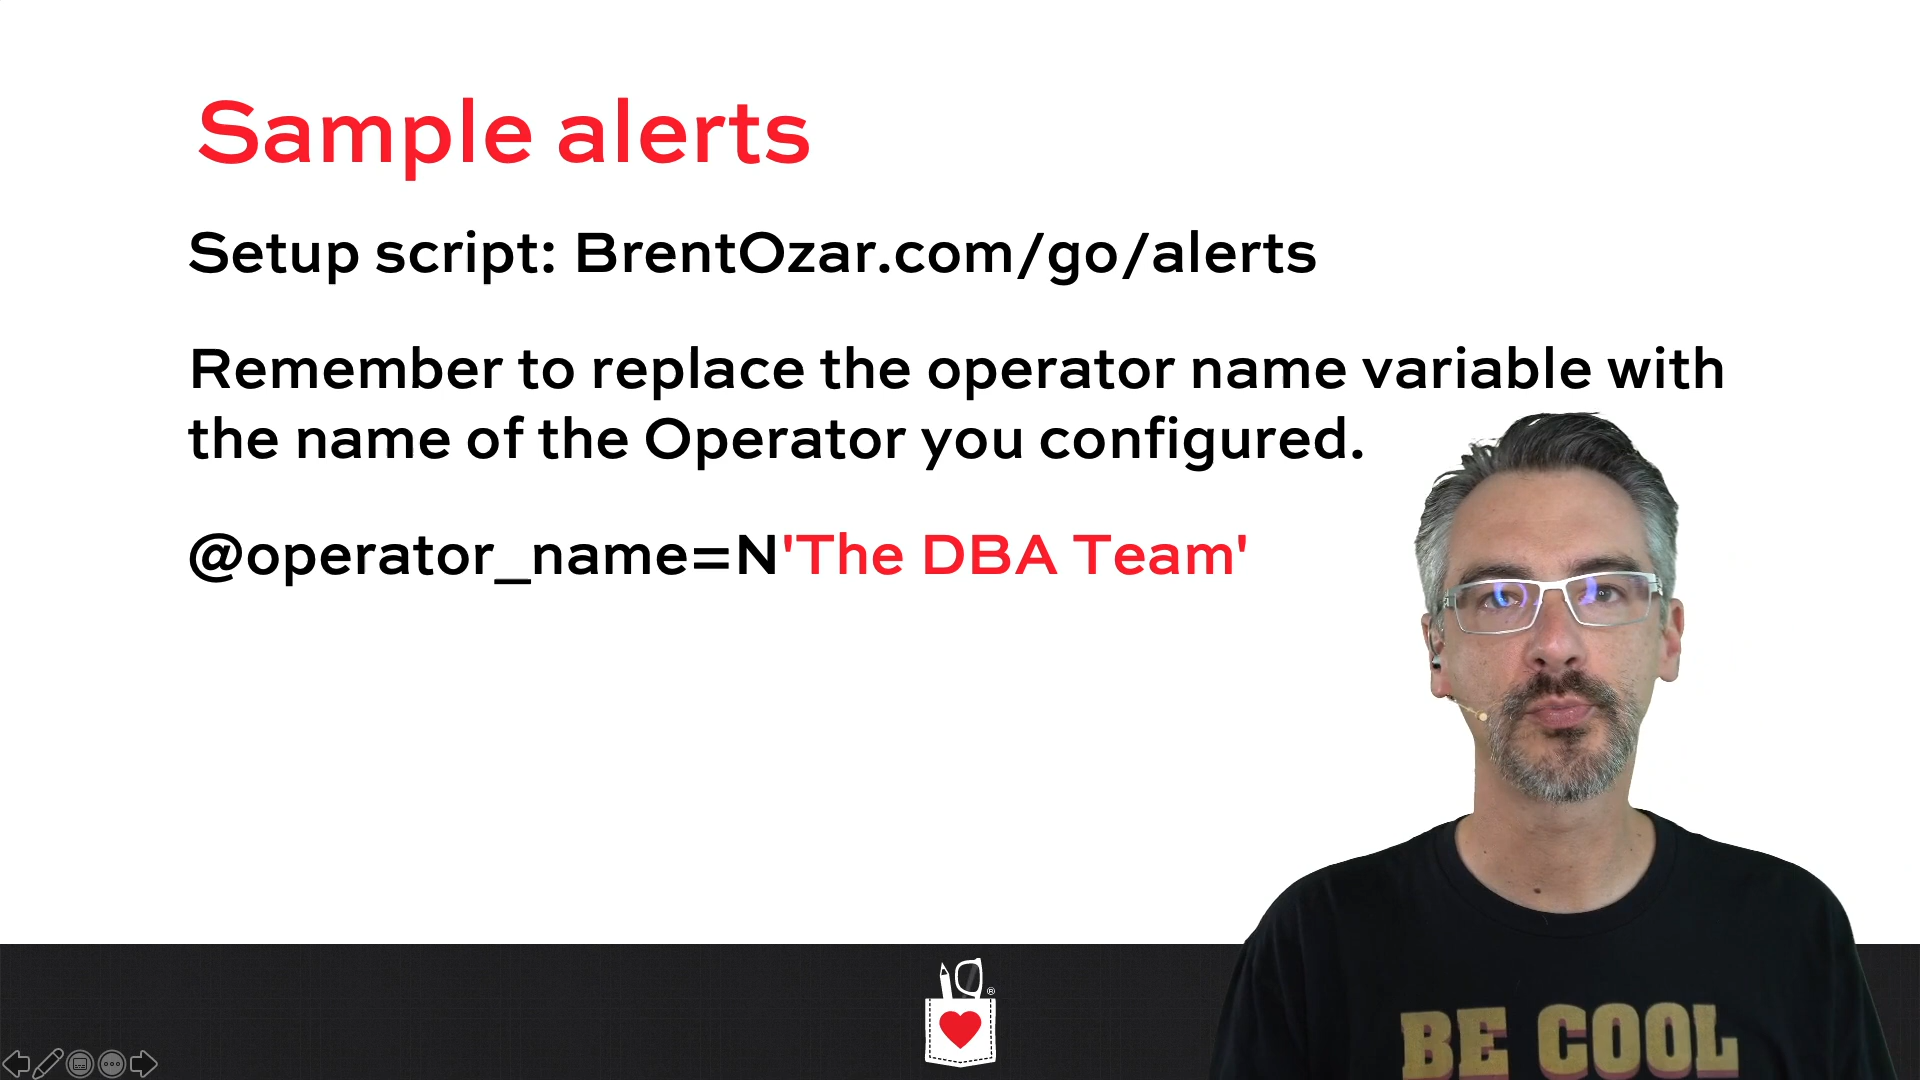 Sample alerts
Setup script: BrentOzar.com/go/alerts
Remember to replace the operator name variable with
the name of the Operator you configured.
@operator_name=N'The DBA Team'
®
BE COOL